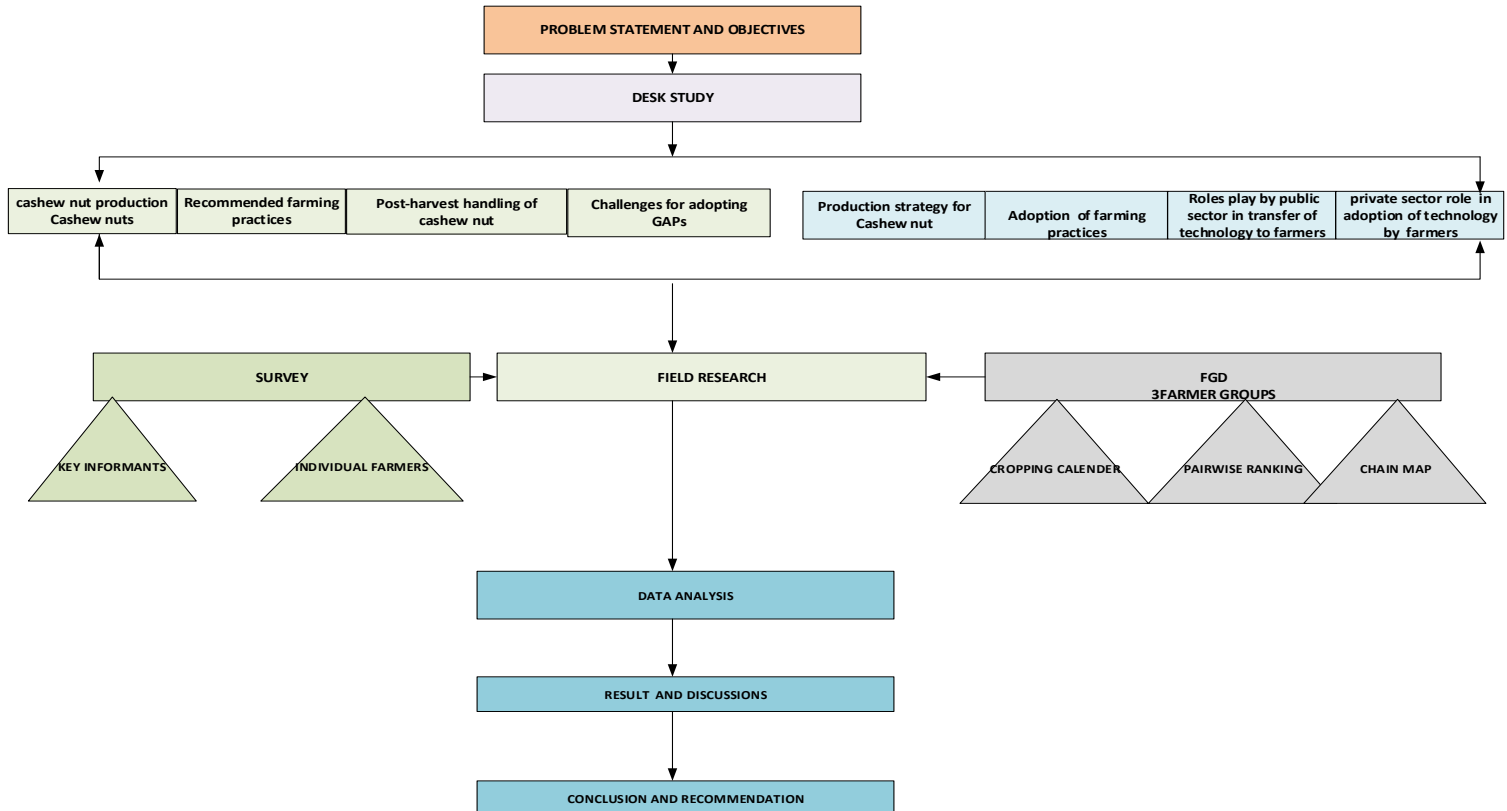 PROBLEM STATEMENT AND OBJECTIVES
DESK STUDY
cashew nut production
Cashew nuts
Recommended farming
practices
Post-harvest handling of
cashew nut
Challenges for adopting
GAPs
Production strategy for
Cashew nut
Adoption of farming
practices
Roles play by public
sector in transfer of
technology to farmers
private sector role in
adoption of technology
by farmers
SURVEY
FIELD RESEARCH
FGD
3FARMER GROUPS
KEY INFORMANTS
INDIVIDUAL FARMERS
CROPPING CALENDER
PAIRWISE RANKING
CHAIN MAP
DATA ANALYSIS
RESULT AND DISCUSSIONS
CONCLUSION AND RECOMMENDATION